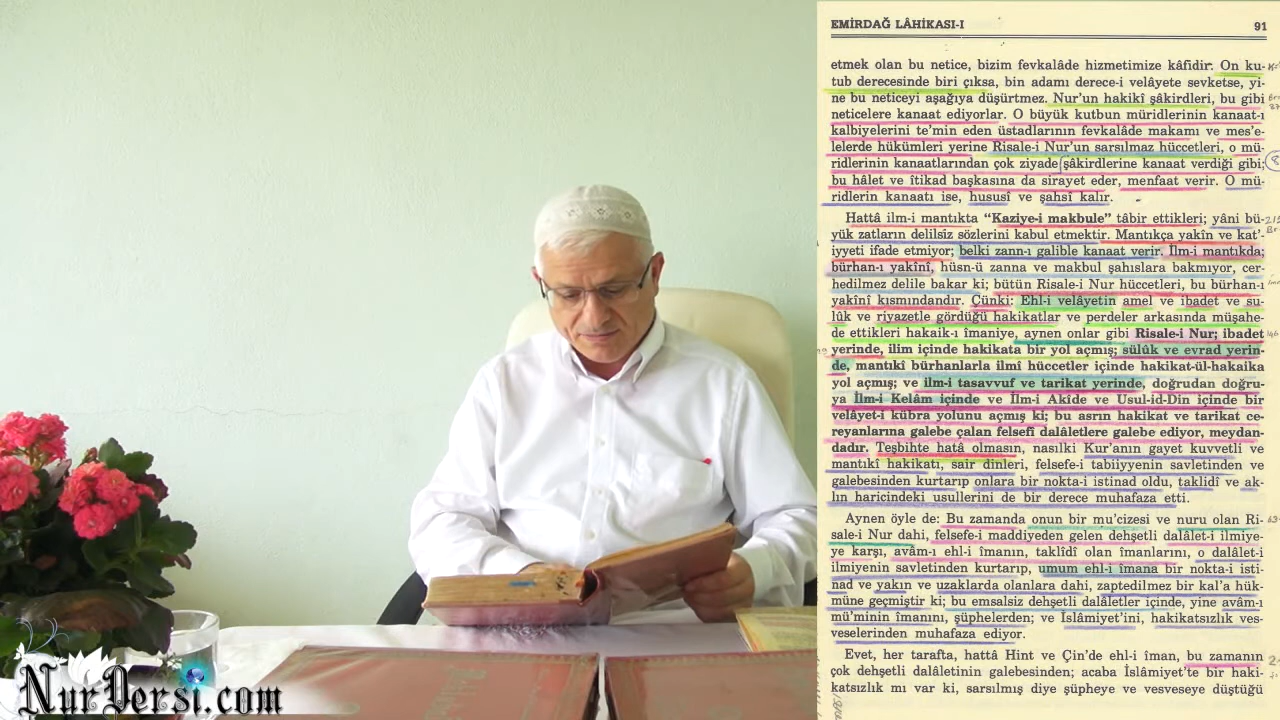 EMİRDAĞ LÂHİKASI-I 91
etmek olan bu netice, bizim fevkalâde hizmetimize kâfidir. On ku-
tub derecesinde biri çıksa, bin adamı derece-i velâyete sevketse, yi-
ne bu neticeyi aşağıya düşürtmez. Nur'un hakikî şâkirdleri, bu gibi
neticelere kanaat ediyorlar. O büyük kutbun müridlerinin kanaat-ı
kalbiyelerini te'min eden üstadlarının fevkalâde makamı ve mes'e-
lelerde hükümleri yerine Risale-i Nur'un sarsılmaz hüccetleri, o mü-
ridlerinin kanaatlarından çok ziyade şâkirdlerine kanaat verdiği gibi;
bu hâlet ve îtikad başkasına da sirayet eder, menfaat verir. O mü-
ridlerin kanaatı ise, hususî ve şahsî kalır.
Hattâ ilm-i mantıkta "Kaziye-i makbule" tâbir ettikleri; yâni bü-
yük zatların delilsiz sözlerini kabul etmektir. Mantıkça yakîn ve kat'-
iyyeti ifade etmiyor; belki zann-ı galible kanaat verir. İlm-i mantıkda;
bürhan-ı yakînî, hüsn-ü zanna ve makbul şahıslara bakmıyor, cer-
hedilmez delile bakar ki; bütün Risale-i Nur hüccetleri, bu bürhan-ı
yakînî kısmındandır. Çünki: Ehl-i velâyetin amel ve ibadet ve su-
lûk ve riyazetle gördüğü hakikatlar ve perdeler arkasında müşahe-
de ettikleri hakaik-ı îmaniye, aynen onlar gibi Risale-i Nur; ibadet
yerinde, ilim içinde hakikata bir yol açmış; sülûk ve evrad yerin-
de, mantıkî bürhanlarla ilmî hüccetler içinde hakikat-ül-hakaika
yol açmış; ve ilm-i tasavvuf ve tarikat yerinde, doğrudan doğru-
ya İlm-i Kelâm içinde ve İlm-i Akîde ve Usul-id-Din içinde bir
velâyet-i kübra yolunu açmış ki; bu asrın hakikat ve tarikat ce-
reyanlarına galebe çalan felsefî dalâletlere galebe ediyor, meydan-
dadır. Teşbihte hatâ olmasın, nasılki Kur'anın gayet kuvvetli ve
mantıkî hakikatı, sair dinleri, felsefe-i tabiiyyenin savletinden ve
galebesinden kurtarıp onlara bir nokta-i istinad oldu, taklidî ve ak-
lın haricindeki usullerini de bir derece muhafaza etti.
Aynen öyle de: Bu zamanda onun bir mu'cizesi ve nuru olan Ri-
sale-i Nur dahi, felsefe-i maddiyeden gelen dehşetli dalâlet-i ilmiye-
ye karşı, avâm-ı ehl-i îmanın, taklîdî olan îmanlarını, o dalâlet-i
ilmiyenin savletinden kurtarıp, umum ehl-i îmana bir nokta-i isti-
nad ve yakın ve uzaklarda olanlara dahi, zaptedilmez bir kal'a hük-
müne geçmiştir ki; bu emsalsiz dehşetli dalâletler içinde, yine avâm-ı
mü'minin îmanını, şüphelerden; ve İslâmiyet'ini, hakikatsızlık ves-
veselerinden muhafaza ediyor.
Evet, her tarafta, hattâ Hint ve Çin'de ehl-i îman, bu zamanın
çok dehşetli dalâletinin galebesinden; acaba İslâmiyet'te bir haki-
katsızlık mı var ki, sarsılmış diye şüpheye ve vesveseye düştüğü
NurDersi.com